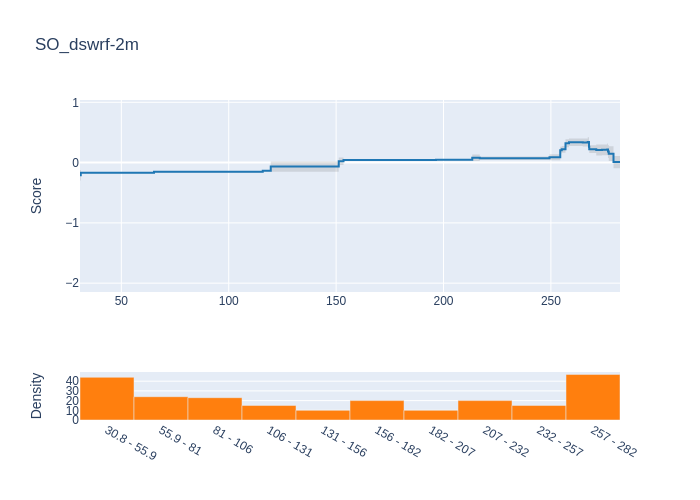 SO_dswrf-2m
1
0
−1
−2
Score
50
100
150
200
250
40
30
20
10
0
Density
30.8 - 55.9
55.9 - 81
81 - 106
106 - 131
131 - 156
156 - 182
182 - 207
207 - 232
232 - 257
257 - 282